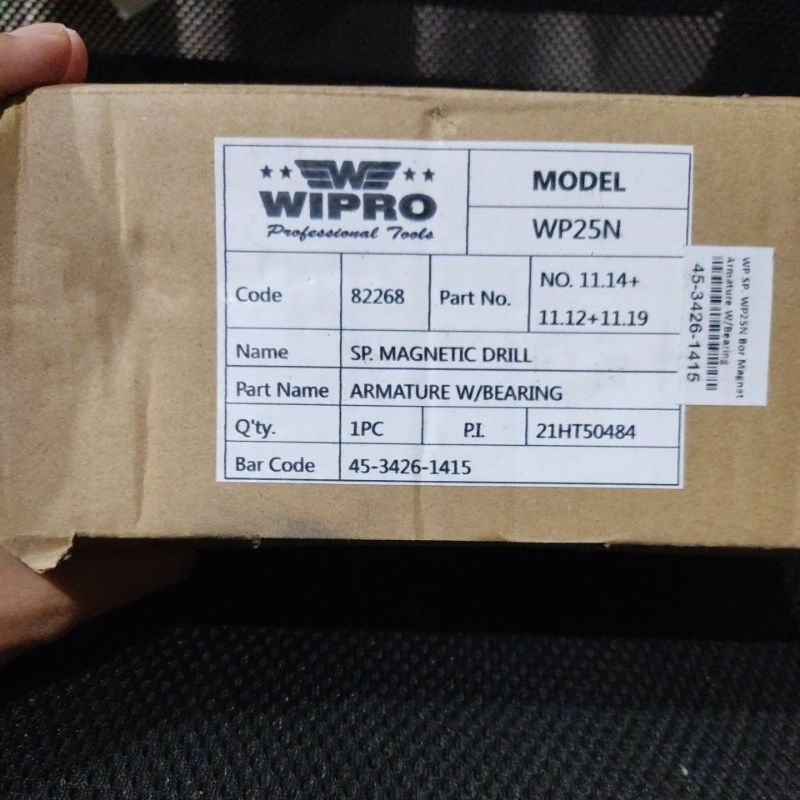 WIPRO
Professional Tools
MODEL
WP25N
Code 82268 Part No. NO. 11.14+
11.12+11.19
Name SP. MAGNETIC DRILL
Part Name ARMATURE W/BEARING
Q'ty. 1PC P.I. 21HT50484
Bar Code 45-3426-1415
WP SP. WP25N Bor Magnet
Armature W/Bearing
45-3426-1415